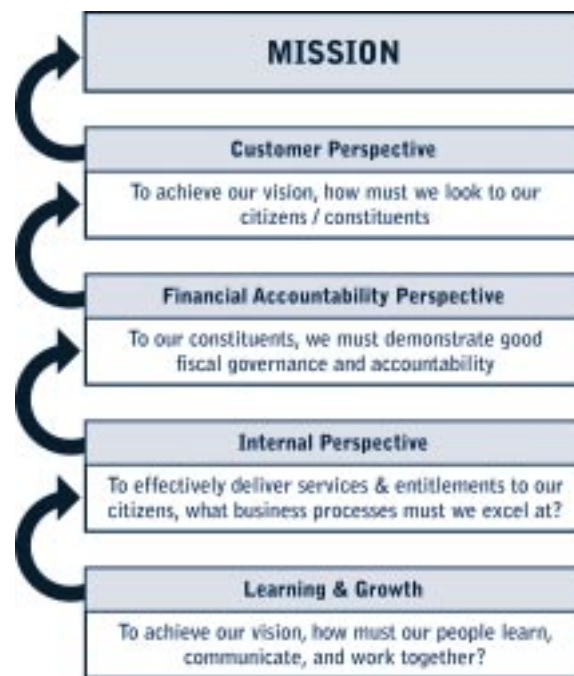 MISSION
Customer Perspective
To achieve our vision, how must we look to our
citizens / constituents
Financial Accountability Perspective
To our constituents, we must demonstrate good
fiscal governance and accountability
Internal Perspective
To effectively deliver services & entitlements to our
citizens, what business processes must we excel at?
Learning & Growth
To achieve our vision, how must our people learn,
communicate, and work together?